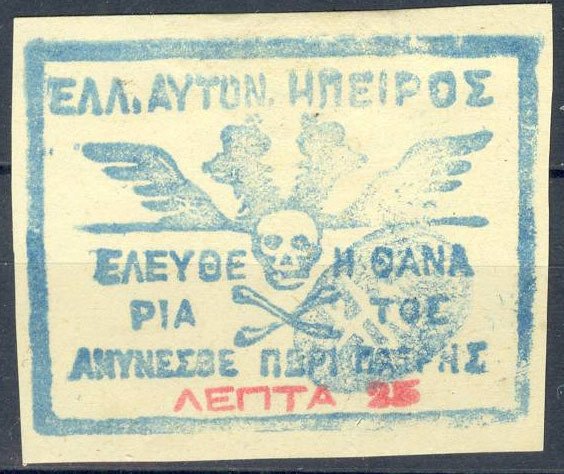 ΕΛΛ. ΑΥΤΟΝ. ΗΠΕΙΡΟΣ
ΕΛΕΥΘΕ Η ΘΑΝΑ
ΡΙΑ ΤΟΣ
ΑΜΥΝΕΣΘΕ ΠΕΡΙ ΠΑΤΡΗΣ
ΛΕΠΤΑ 25